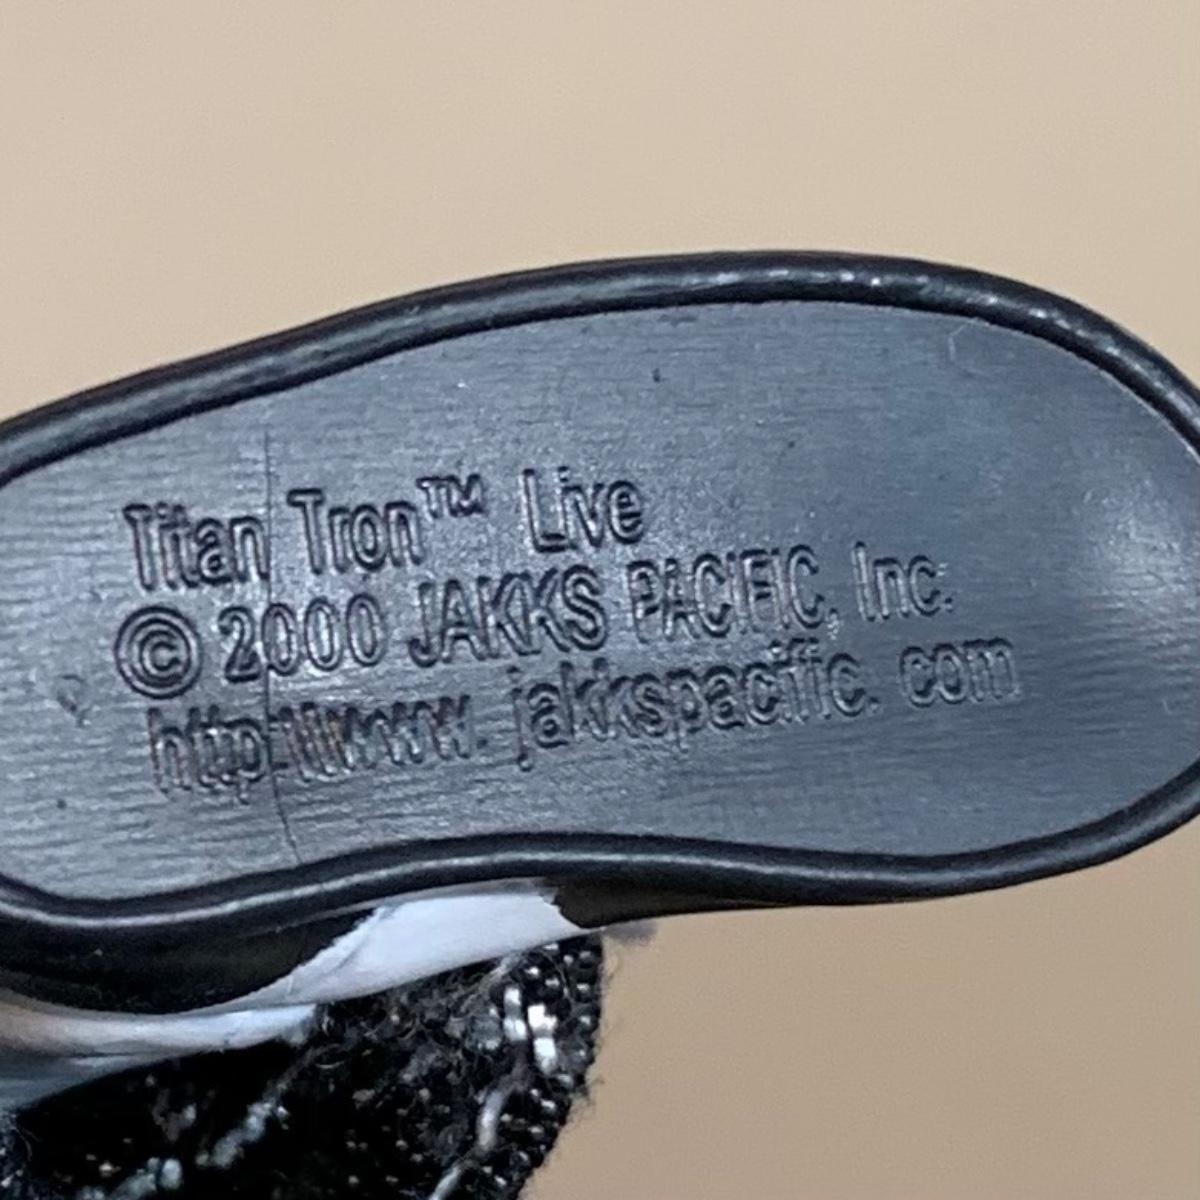 Titan Tron™ Live
© 2000 JAKKS PACIFIC, Inc.
http:\\www. jakkspacific. com